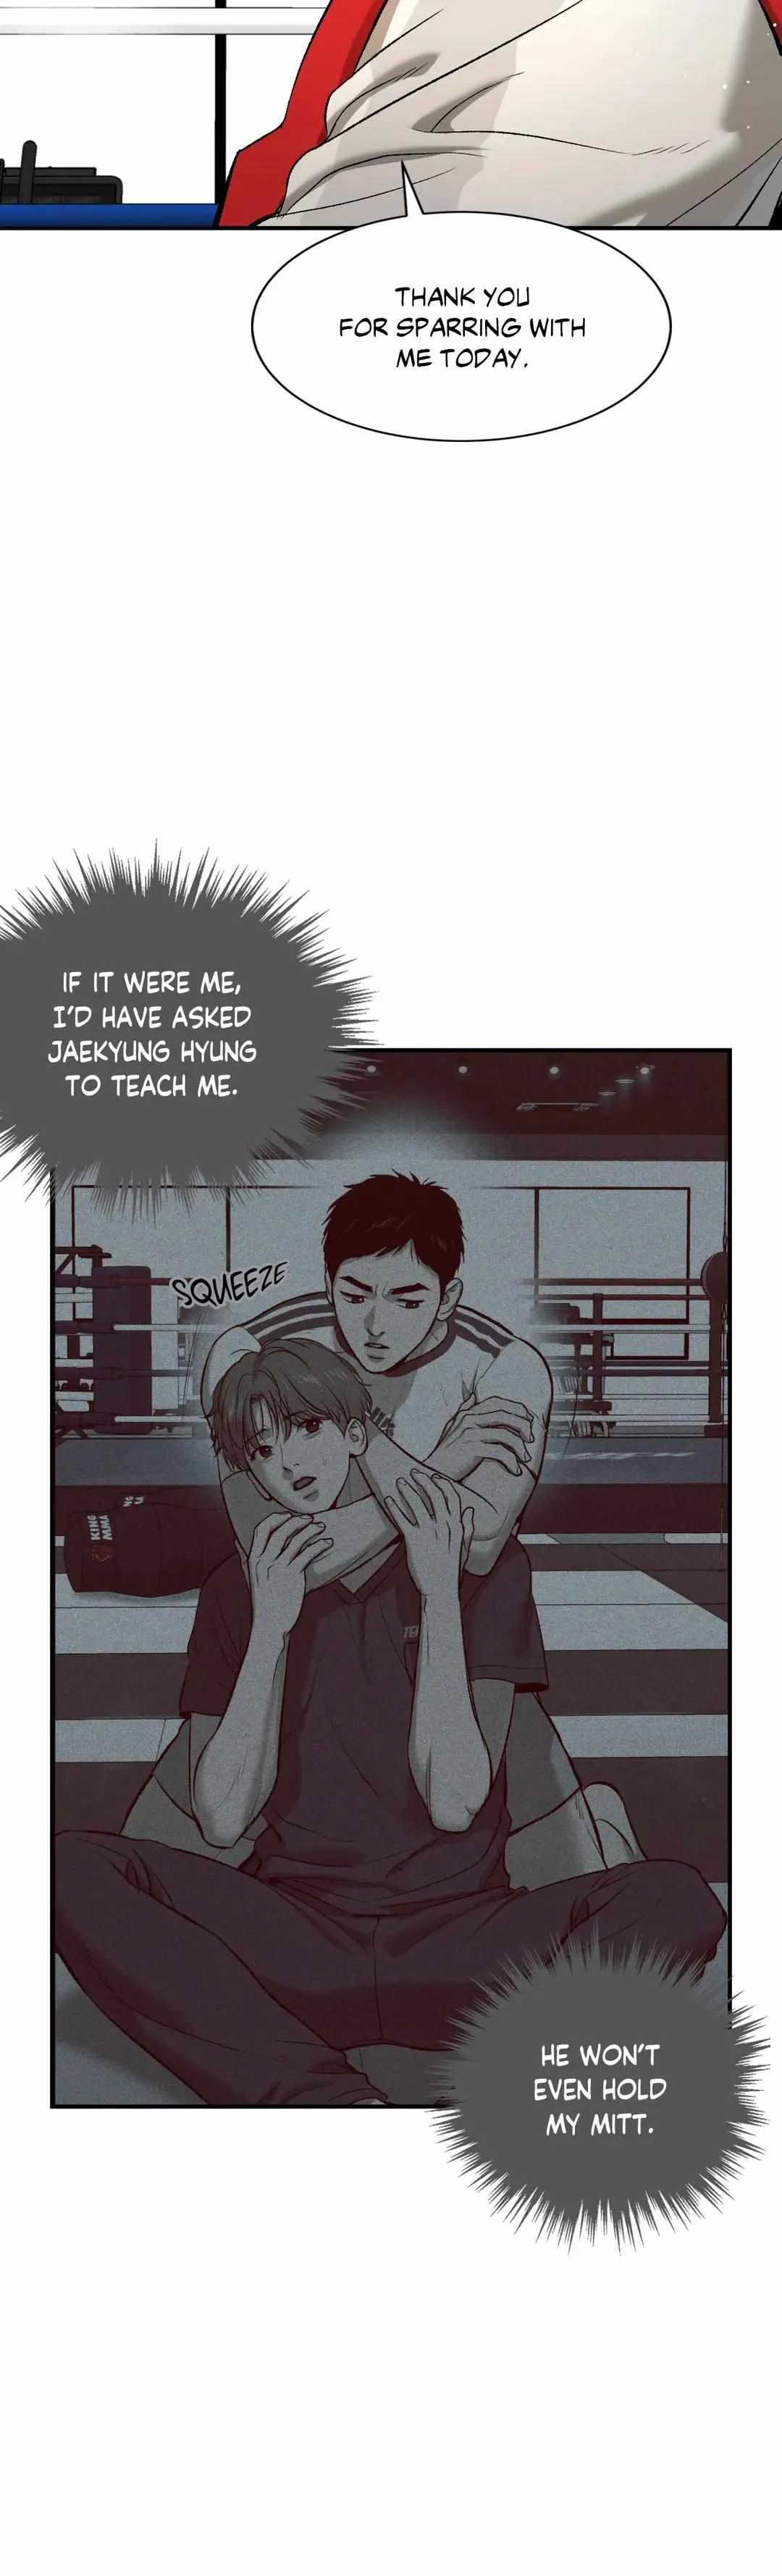 THANK YOU
FOR SPARRING WITH
ME TODAY.
IF IT WERE ME,
I'D HAVE ASKED
JAEKYUNG HYUNG
TO TEACH ME.
SQUEEZE
KING
MMA
TE
HE WON'T
EVEN HOLD
MY MITT.